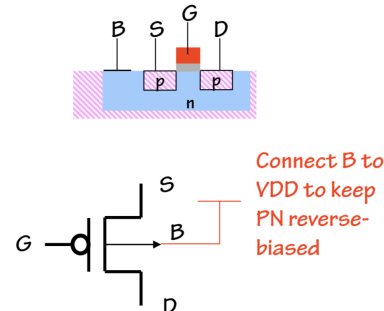 G
B S D
p p
n
S
G
B
D
Connect B to
VDD to keep
PN reverse-
biased